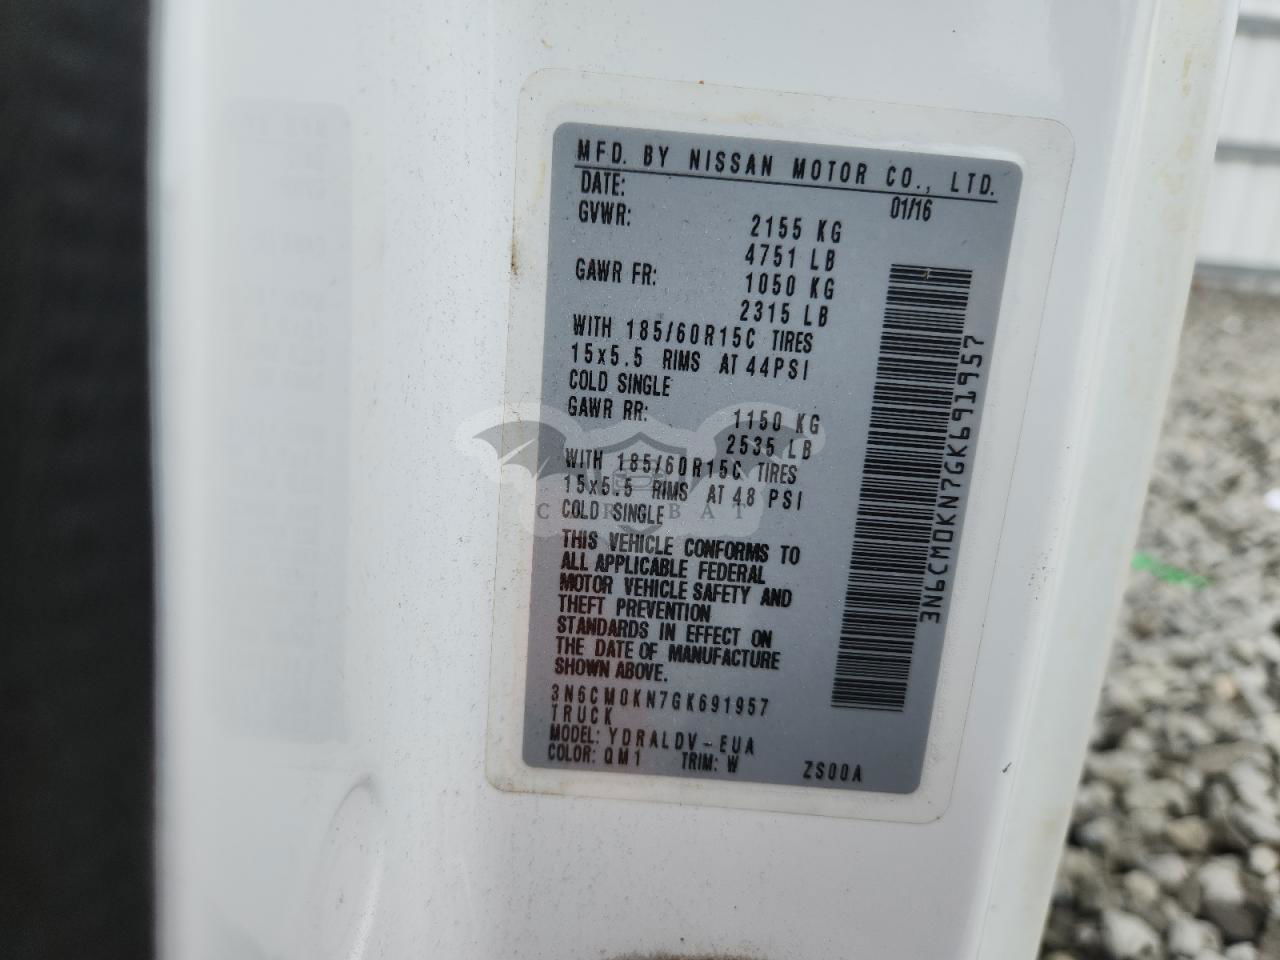 MFD. BY NISSAN MOTOR CO., LTD.
DATE: 01/16
GVWR: 2155 KG
4751 LB
GAWR FR: 1050 KG
2315 LB
WITH 185/60R15C TIRES
15x5.5 RIMS AT 44PSI
COLD SINGLE
GAWR RR: 1150 KG
2535 LB
WITH 185/60R15C TIRES
15x5.5 RIMS AT 48 PSI
COLD SINGLE
THIS VEHICLE CONFORMS TO
ALL APPLICABLE FEDERAL
MOTOR VEHICLE SAFETY AND
THEFT PREVENTION
STANDARDS IN EFFECT ON
THE DATE OF MANUFACTURE
SHOWN ABOVE.
3N6CM0KN7GK691957
TRUCK
MODEL: YDRALDV-EUA
COLOR: QM1 TRIM: W ZS00A
3N6CM0KN7GK691957